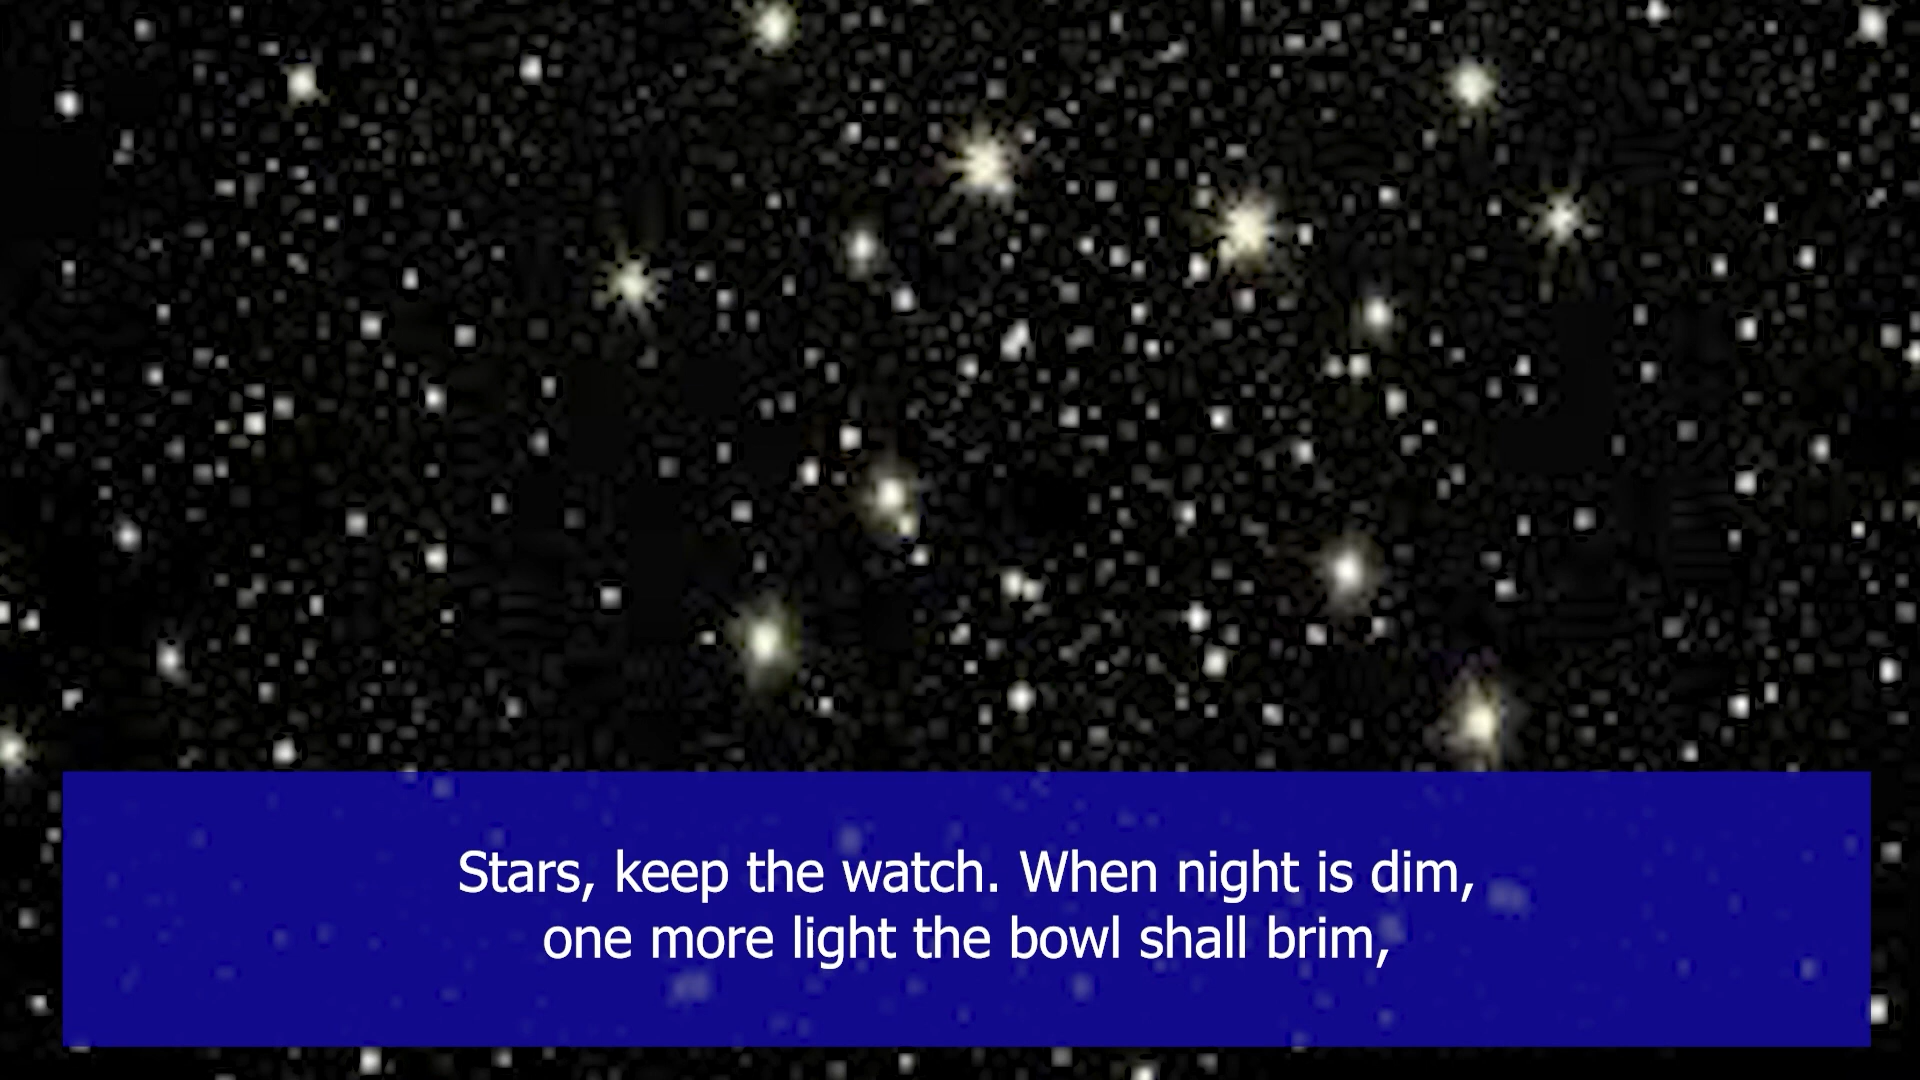 Stars, keep the watch. When night is dim,
one more light the bowl shall brim,